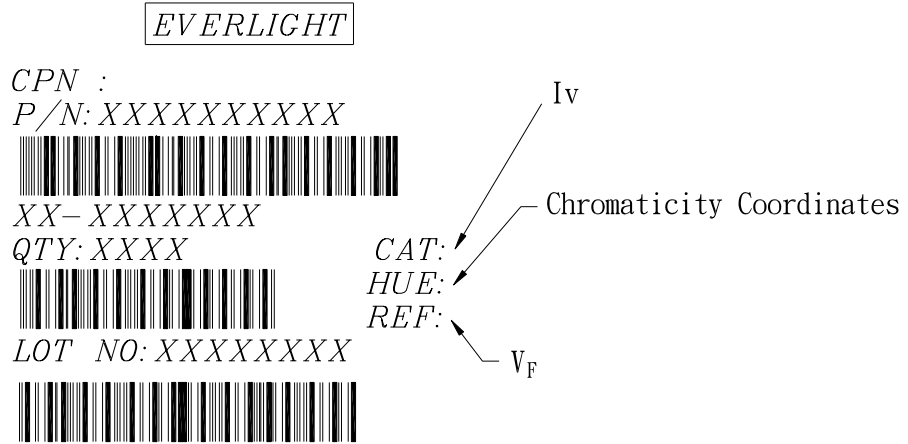 EVERLIGHT
CPN :
P/N: XXXXXXXXXX
XX-XXXXXXX
QTY: XXXX
LOT NO: XXXXXXXX
CAT:
HUE:
REF:
Iv
Chromaticity Coordinates
VF